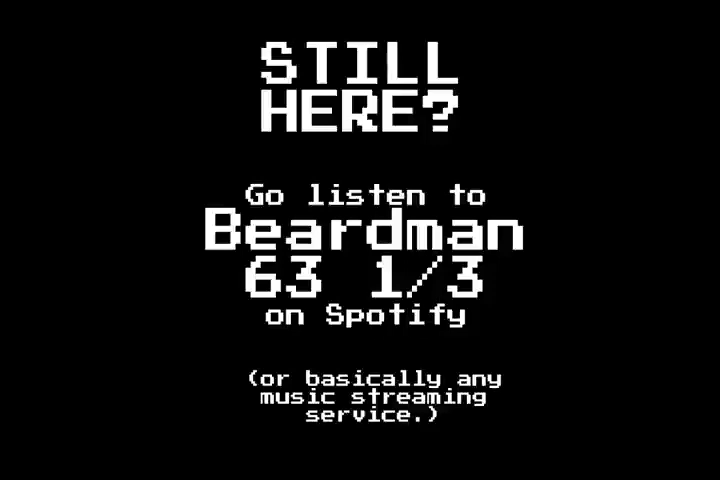 STILL
HERE?
Go listen to
Beardman
63 1/3
on Spotify
(or basically any
music streaming
service.)